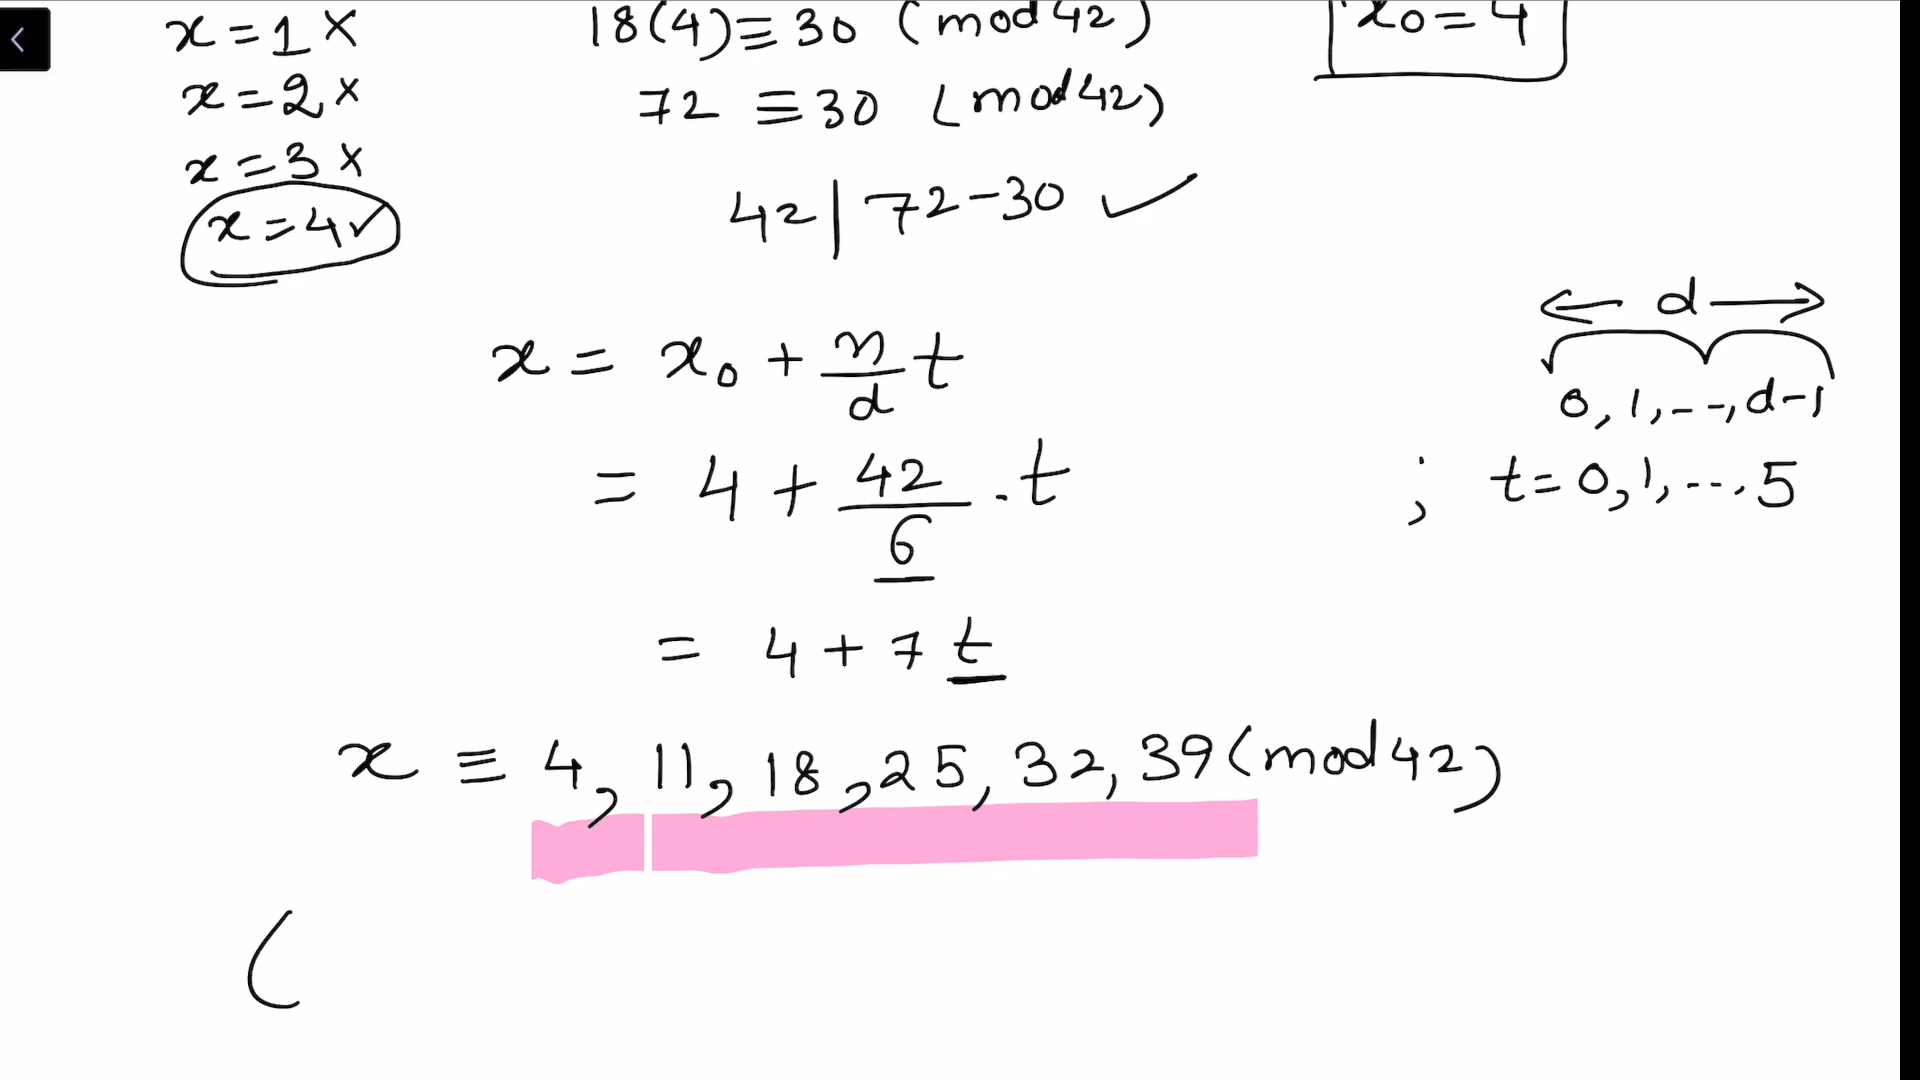 x = 1 ×
18(4) ≡ 30 (mod 42)
x₀ = 4
x = 2 ×
72 ≡ 30 (mod 42)
x = 3 ×
x = 4 ✓
42 | 72 - 30 ✓
← d →
x = x₀ + n/d t
0, 1, --, d-1
= 4 + 42/6 . t ; t = 0, 1, --, 5
= 4 + 7t
x ≡ 4, 11, 18, 25, 32, 39 (mod 42)
(